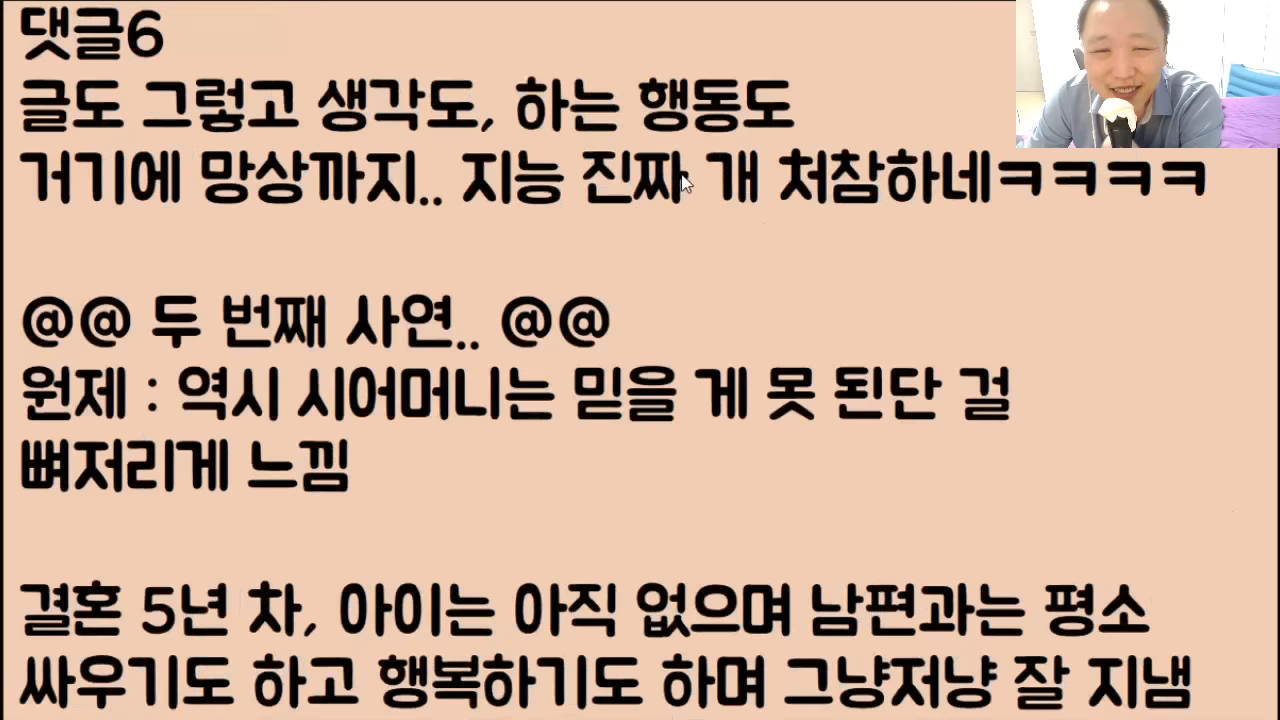 댓글6
글도 그렇고 생각도, 하는 행동도
거기에 망상까지.. 지능 진짜 개 처참하네ㅋㅋㅋㅋ
@@ 두 번째 사연.. @@
원제 : 역시 시어머니는 믿을 게 못 된단 걸
뼈저리게 느낌
결혼 5년 차, 아이는 아직 없으며 남편과는 평소
싸우기도 하고 행복하기도 하며 그냥저냥 잘 지냄